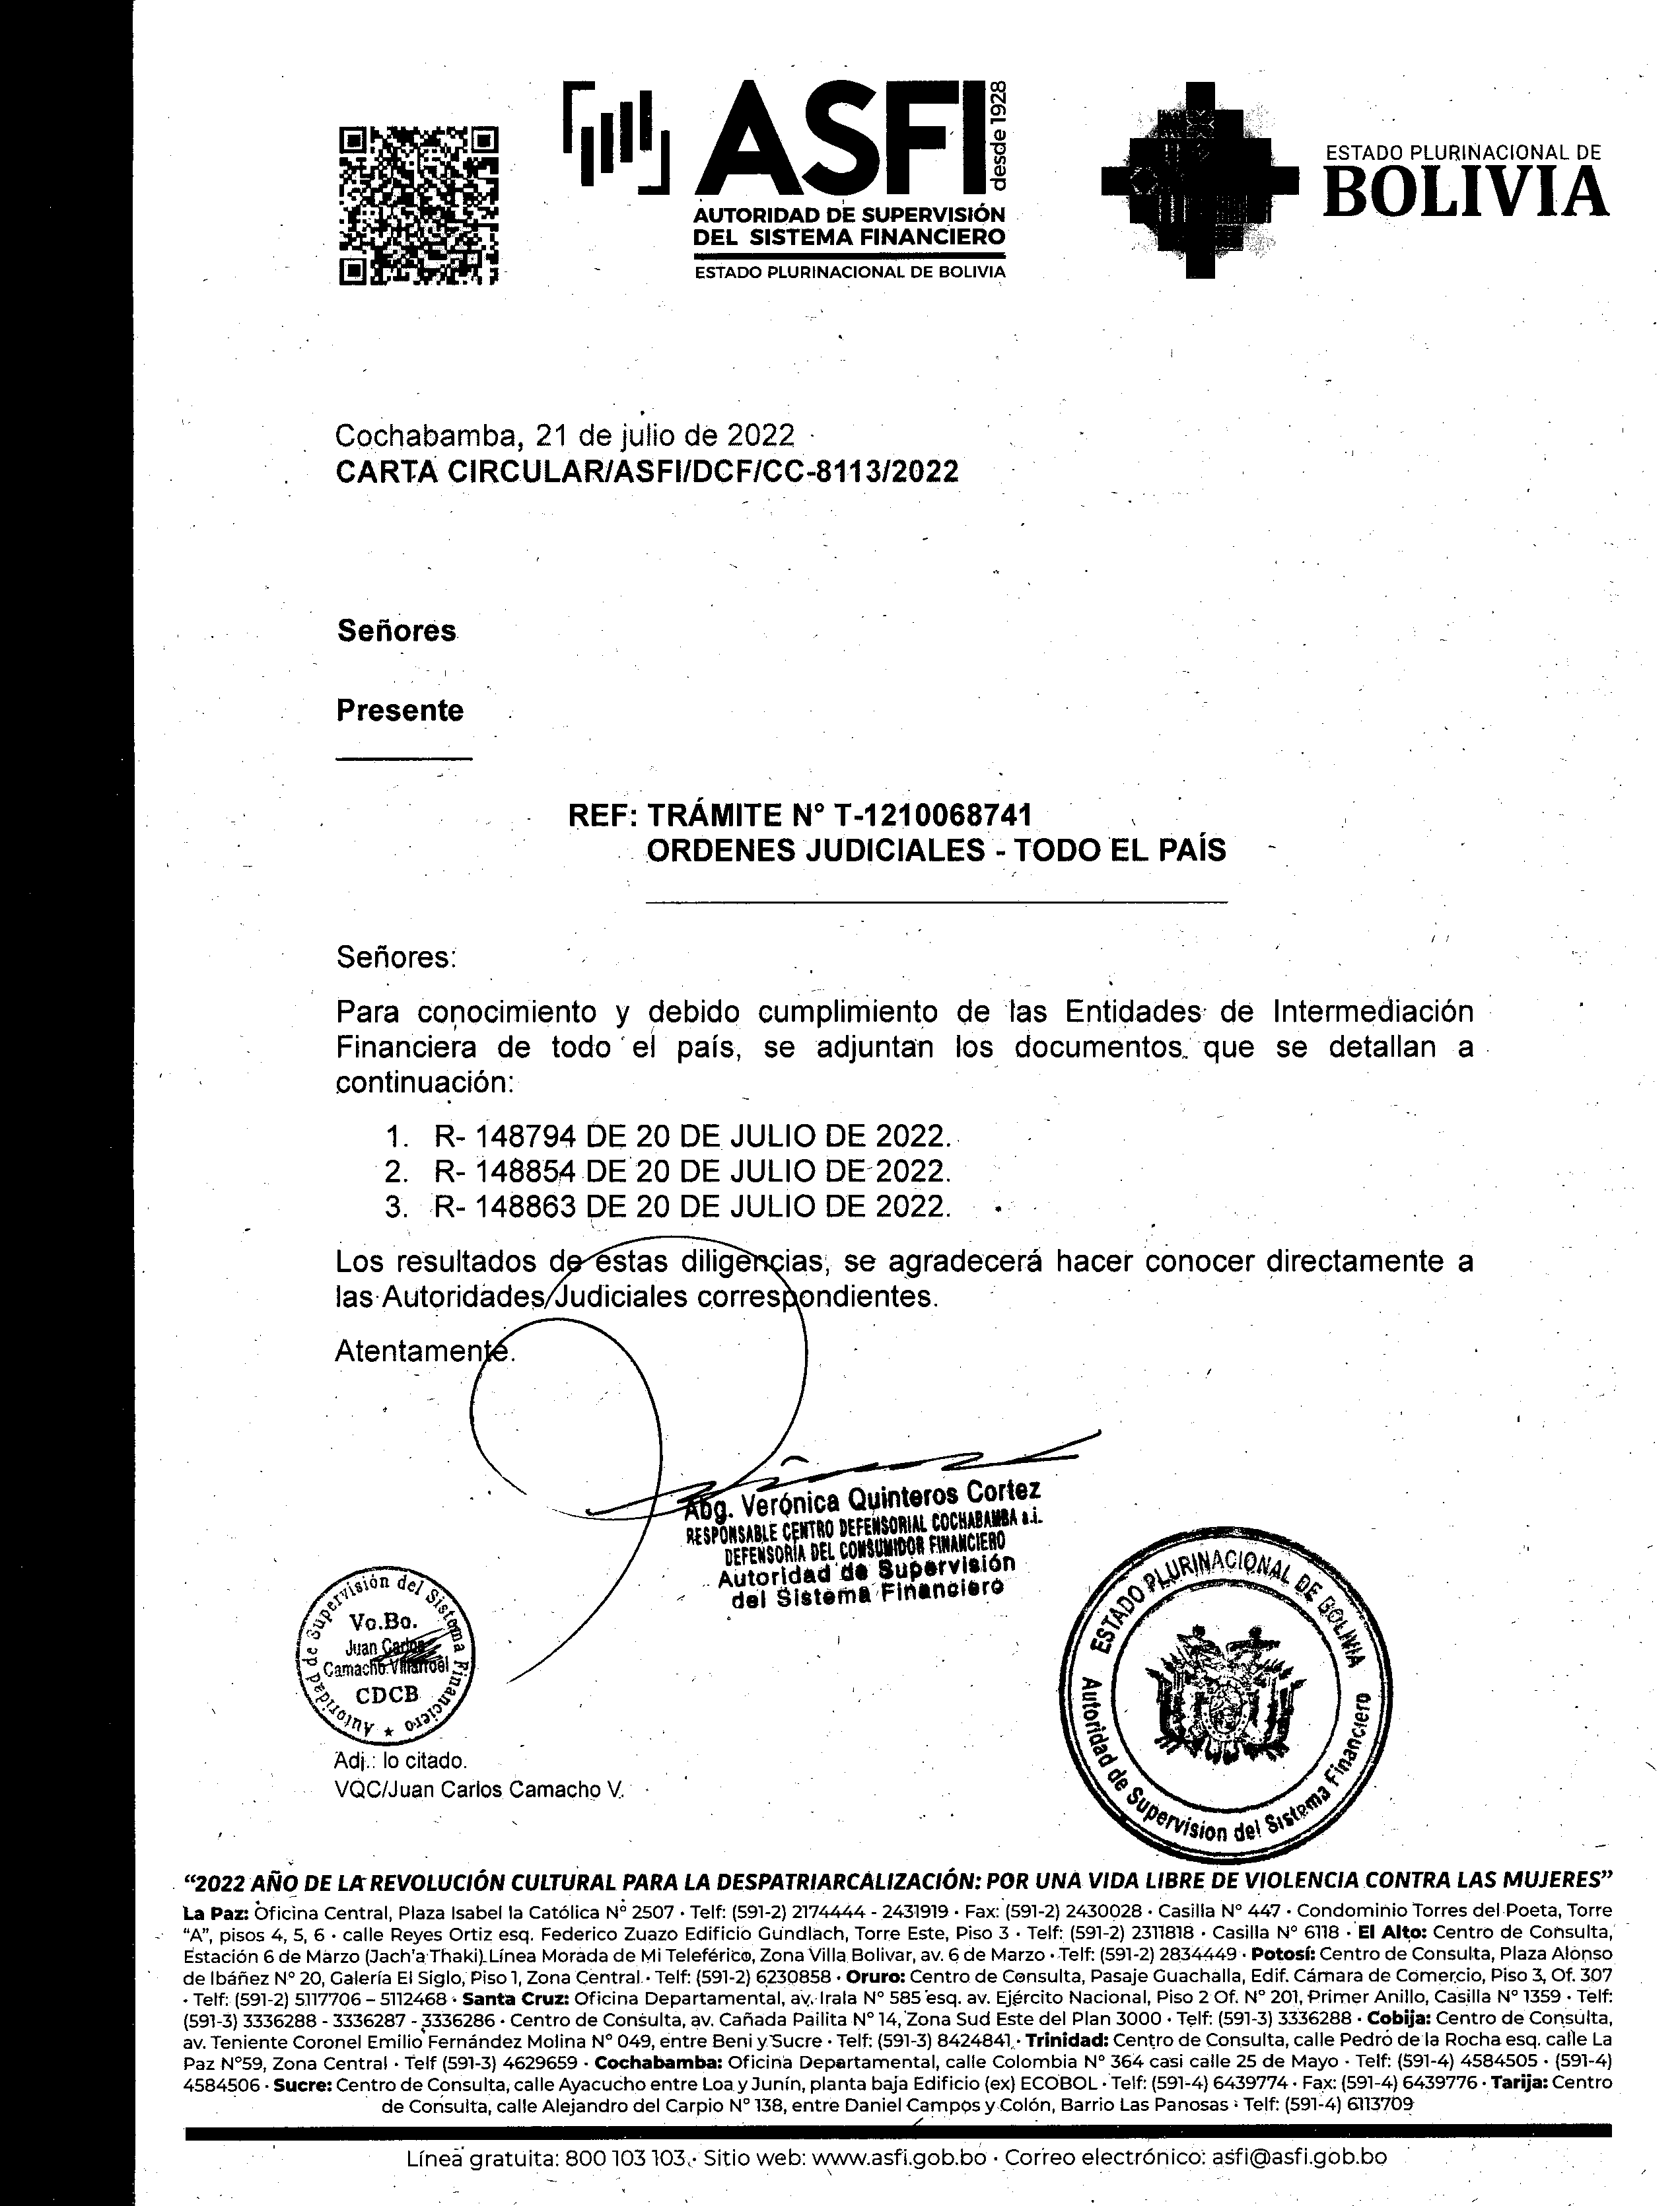 ASFI
desde 1928
AUTORIDAD DE SUPERVISIÓN
DEL SISTEMA FINANCIERO
ESTADO PLURINACIONAL DE BOLIVIA
ESTADO PLURINACIONAL DE
BOLIVIA
Cochabamba, 21 de julio de 2022
CARTA CIRCULAR/ASFI/DCF/CC-8113/2022
Señores
Presente
REF: TRÁMITE N° T-1210068741
ORDENES JUDICIALES - TODO EL PAÍS
Señores:
Para conocimiento y debido cumplimiento de las Entidades de Intermediación
Financiera de todo el país, se adjuntan los documentos que se detallan a
continuación:
1. R- 148794 DE 20 DE JULIO DE 2022.
2. R- 148854 DE 20 DE JULIO DE 2022.
3. R- 148863 DE 20 DE JULIO DE 2022.
Los resultados de estas diligencias, se agradecerá hacer conocer directamente a
las Autoridades Judiciales correspondientes.
Atentamente.
Abg. Verónica Quinteros Cortez
RESPONSABLE CENTRO DEFENSORIAL COCHABAMBA a.i.
DEFENSORÍA DEL CONSUMIDOR FINANCIERO
Autoridad de Supervisión
del Sistema Financiero
Autoridad de Supervisión del Sistema Financiero
Vo.Bo.
Juan Carlos
Camacho Villarroel
CDCB
ESTADO PLURINACIONAL DE BOLIVIA
Autoridad de Supervision del Sistema Financiero
Adj.: lo citado.
VQC/Juan Carlos Camacho V.
"2022 AÑO DE LA REVOLUCIÓN CULTURAL PARA LA DESPATRIARCALIZACIÓN: POR UNA VIDA LIBRE DE VIOLENCIA CONTRA LAS MUJERES"
La Paz: Oficina Central, Plaza Isabel la Católica N° 2507 · Telf: (591-2) 2174444 - 2431919 · Fax: (591-2) 2430028 · Casilla N° 447 · Condominio Torres del Poeta, Torre
"A", pisos 4, 5, 6 · calle Reyes Ortiz esq. Federico Zuazo Edificio Gundlach, Torre Este, Piso 3 · Telf: (591-2) 2311818 · Casilla N° 6118 · El Alto: Centro de Consulta,
Estación 6 de Marzo (Jach'a Thaki) Línea Morada de Mi Teleférico, Zona Villa Bolivar, av. 6 de Marzo · Telf: (591-2) 2834449 · Potosí: Centro de Consulta, Plaza Alonso
de Ibáñez N° 20, Galería El Siglo, Piso 1, Zona Central · Telf: (591-2) 6230858 · Oruro: Centro de Consulta, Pasaje Guachalla, Edif. Cámara de Comercio, Piso 3, Of. 307
· Telf: (591-2) 5117706 – 5112468 · Santa Cruz: Oficina Departamental, av. Irala N° 585 esq. av. Ejército Nacional, Piso 2 Of. N° 201, Primer Anillo, Casilla N° 1359 · Telf:
(591-3) 3336288 - 3336287 - 3336286 · Centro de Consulta, av. Cañada Pailita N° 14, Zona Sud Este del Plan 3000 · Telf: (591-3) 3336288 · Cobija: Centro de Consulta,
av. Teniente Coronel Emilio Fernández Molina N° 049, entre Beni y Sucre · Telf: (591-3) 8424841 · Trinidad: Centro de Consulta, calle Pedro de la Rocha esq. calle La
Paz N°59, Zona Central · Telf (591-3) 4629659 · Cochabamba: Oficina Departamental, calle Colombia N° 364 casi calle 25 de Mayo · Telf: (591-4) 4584505 · (591-4)
4584506 · Sucre: Centro de Consulta, calle Ayacucho entre Loa y Junín, planta baja Edificio (ex) ECOBOL · Telf: (591-4) 6439774 · Fax: (591-4) 6439776 · Tarija: Centro
de Consulta, calle Alejandro del Carpio N° 138, entre Daniel Campos y Colón, Barrio Las Panosas · Telf: (591-4) 6113709
Línea gratuita: 800 103 103 · Sitio web: www.asfi.gob.bo · Correo electrónico: asfi@asfi.gob.bo